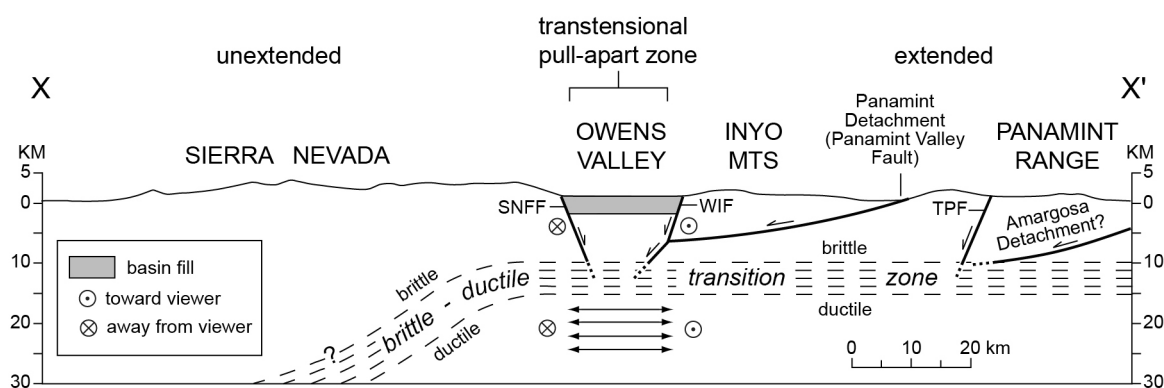 transtensional
pull-apart zone
unextended
extended
X
X'
Panamint
Detachment
(Panamint Valley
Fault)
OWENS
VALLEY
INYO
MTS
PANAMINT
RANGE
SIERRA NEVADA
KM
KM
5
5
0
0
SNFF
WIF
TPF
Amargosa
Detachment?
brittle
10
10
brittle ductile transition zone
brittle
ductile
ductile
?
basin fill
toward viewer
away from viewer
20
20
0 10 20 km
30
30